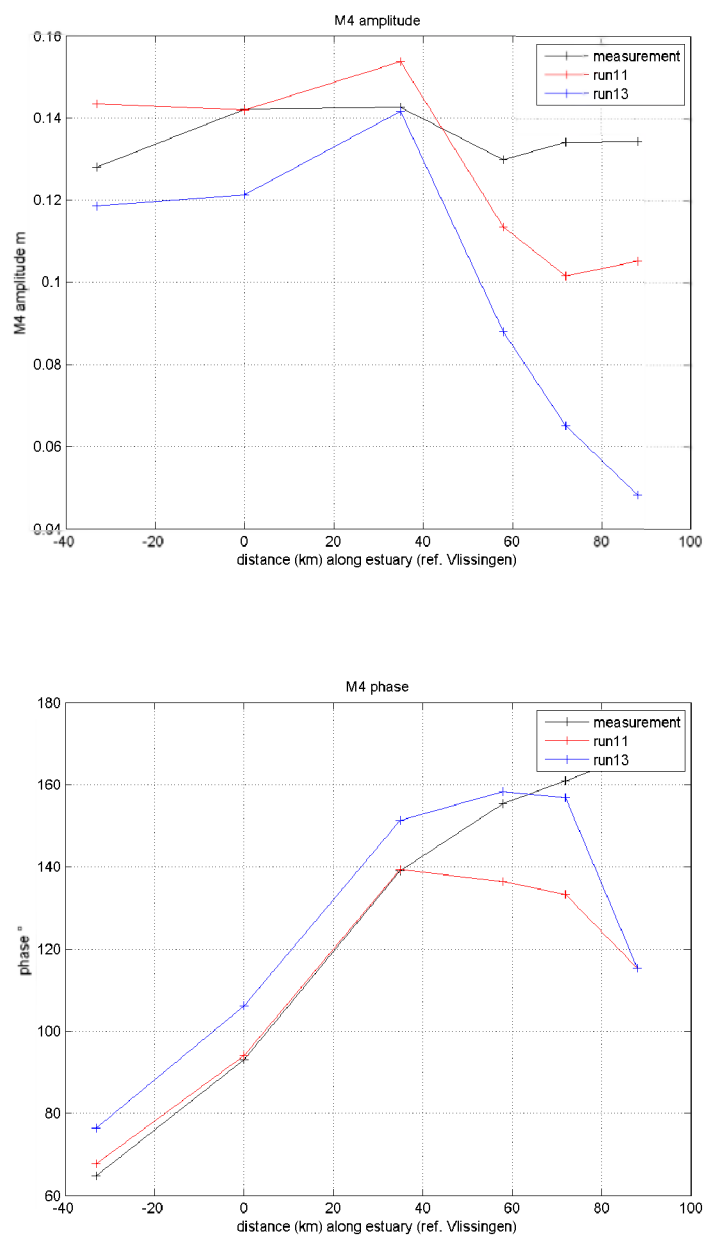 M4 amplitude
0.16
0.14
0.12
0.1
0.08
0.06
0.04
M4 amplitude m
measurement
run11
run13
-40 -20 0 20 40 60 80 100
distance (km) along estuary (ref. Vlissingen)
M4 phase
180
160
140
120
100
80
60
phase °
measurement
run11
run13
-40 -20 0 20 40 60 80 100
distance (km) along estuary (ref. Vlissingen)